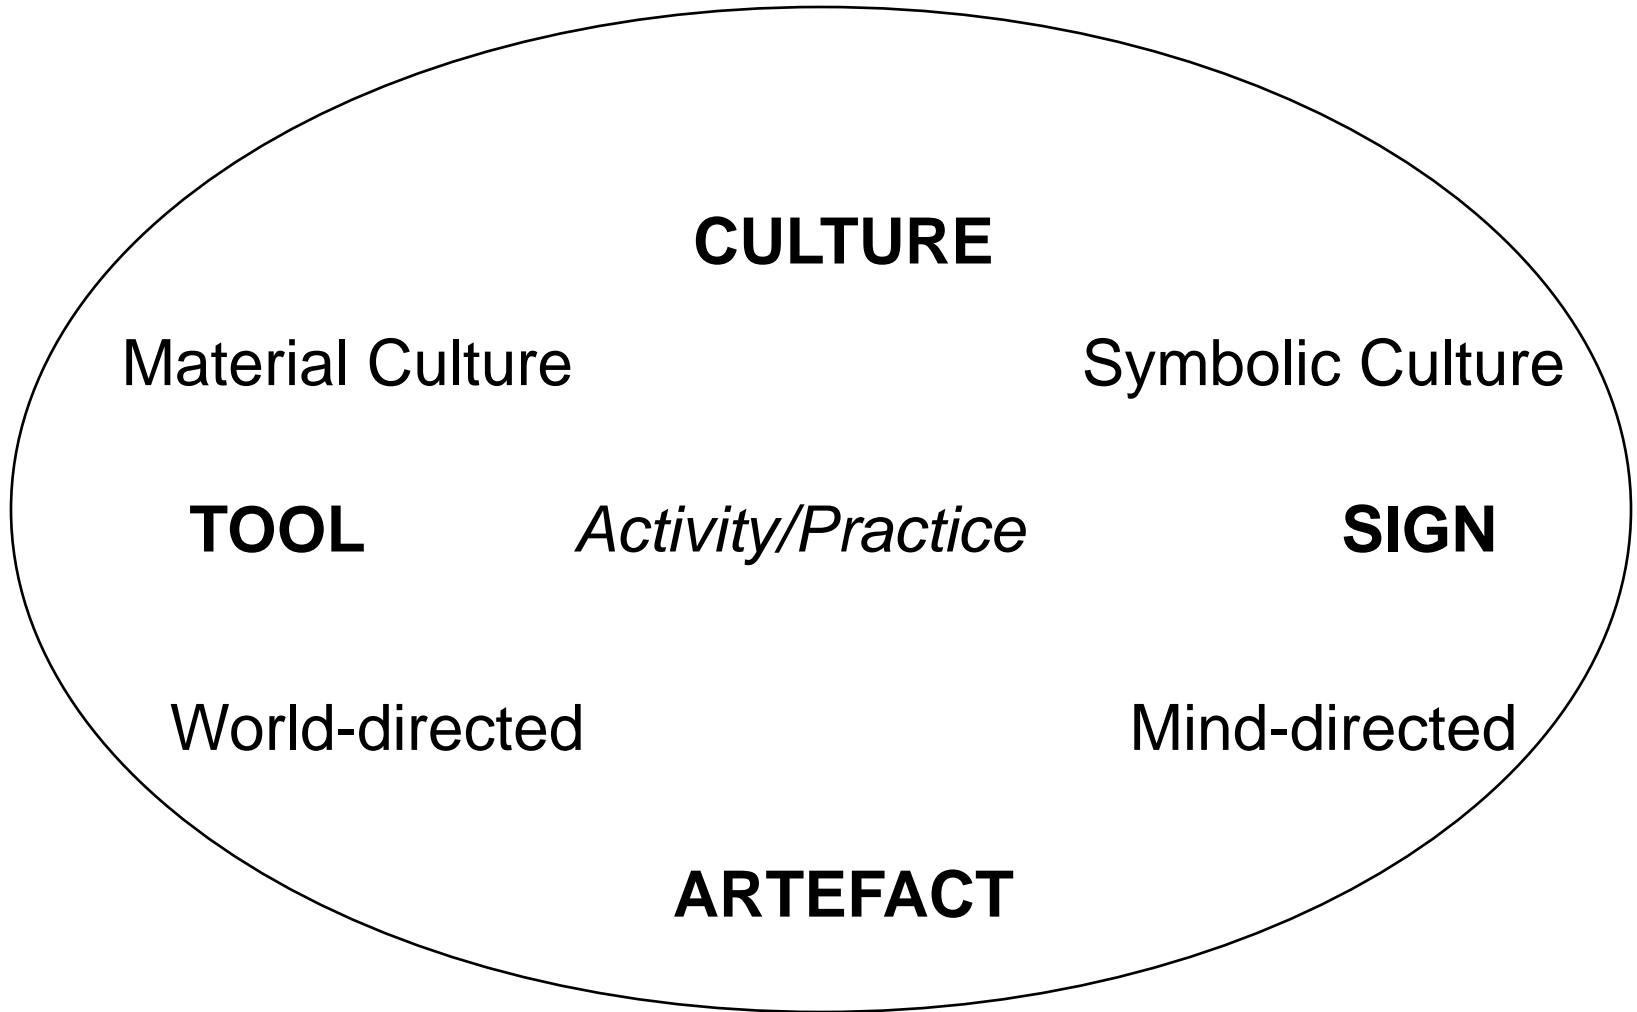 CULTURE
Material Culture Symbolic Culture
TOOL Activity/Practice SIGN
World-directed Mind-directed
ARTEFACT